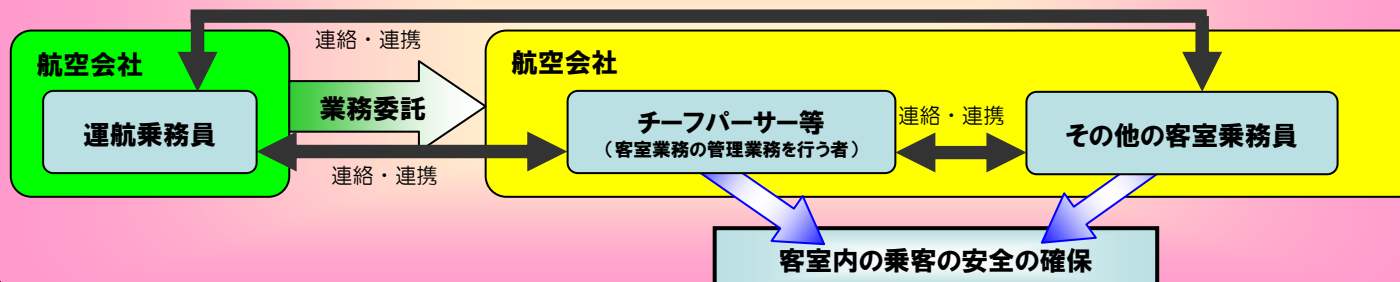 連絡・連携
航空会社
航空会社
業務委託
運航乗務員
チーフパーサー等
（客室業務の管理業務を行う者）
連絡・連携
その他の客室乗務員
連絡・連携
客室内の乗客の安全の確保